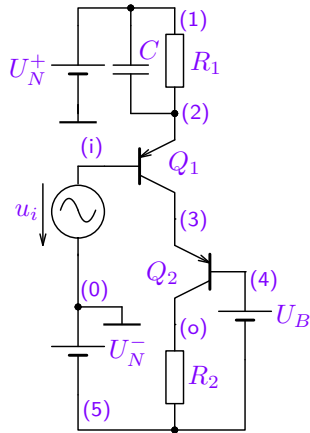 (1)
C
U_N^+
R_1
(2)
(i)
Q_1
u_i
(3)
Q_2
(0)
(4)
U_B
(o)
U_N^-
R_2
(5)